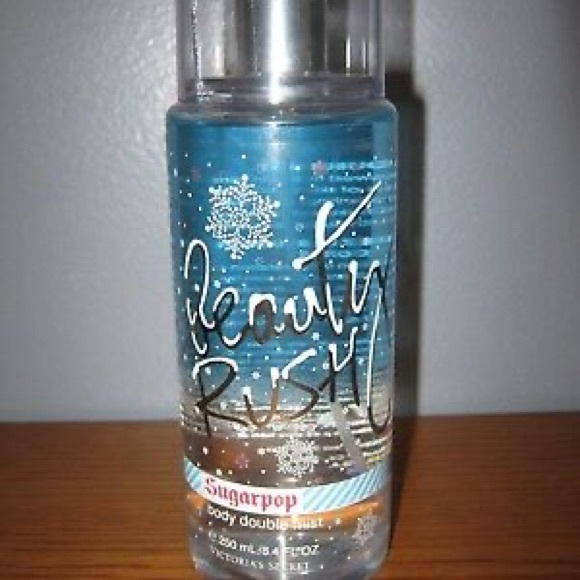 Beauty
RUSH
Sugarpop
body double mist
℮ 250 mL/8.4 FL OZ
VICTORIA'S SECRET